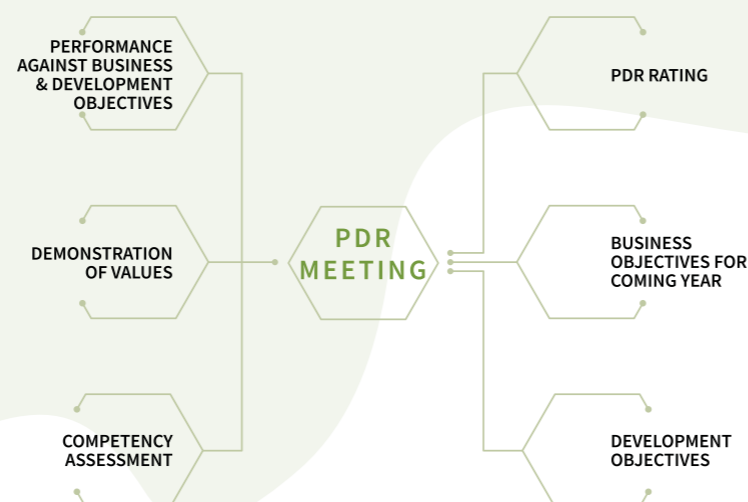 PERFORMANCE
AGAINST BUSINESS
& DEVELOPMENT
OBJECTIVES
DEMONSTRATION
OF VALUES
COMPETENCY
ASSESSMENT
PDR
MEETING
PDR RATING
BUSINESS
OBJECTIVES FOR
COMING YEAR
DEVELOPMENT
OBJECTIVES